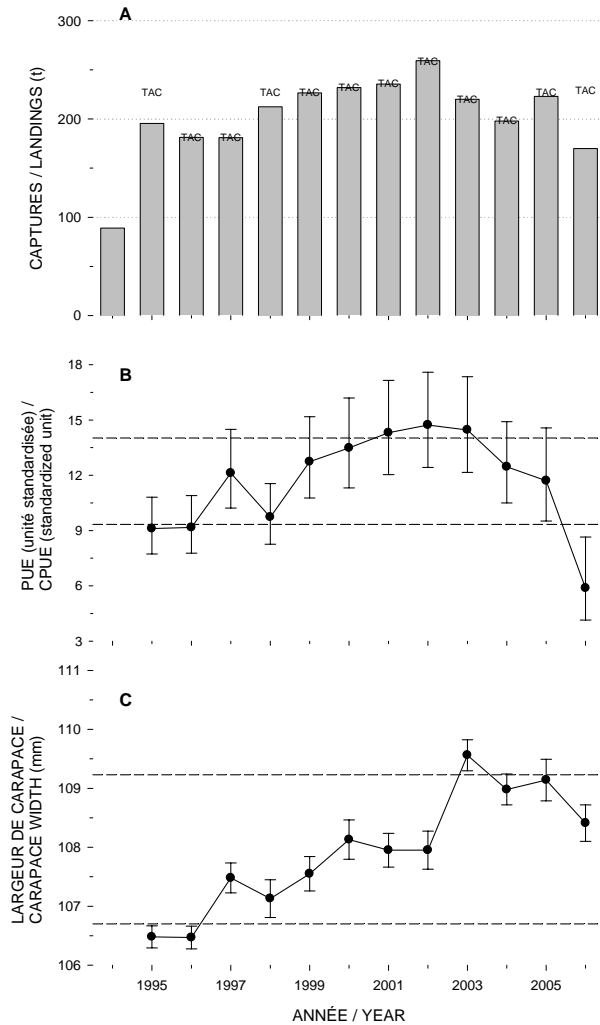 A
300
200
100
0
CAPTURES / LANDINGS (t)
TAC
TAC
TAC
TAC
TAC
TAC
TAC
TAC
TAC
TAC
TAC
TAC
B
18
15
12
9
6
3
PUE (unité standardisée) /
CPUE (standardized unit)
C
111
110
109
108
107
106
LARGEUR DE CARAPACE /
CARAPACE WIDTH (mm)
1995 1997 1999 2001 2003 2005
ANNÉE / YEAR